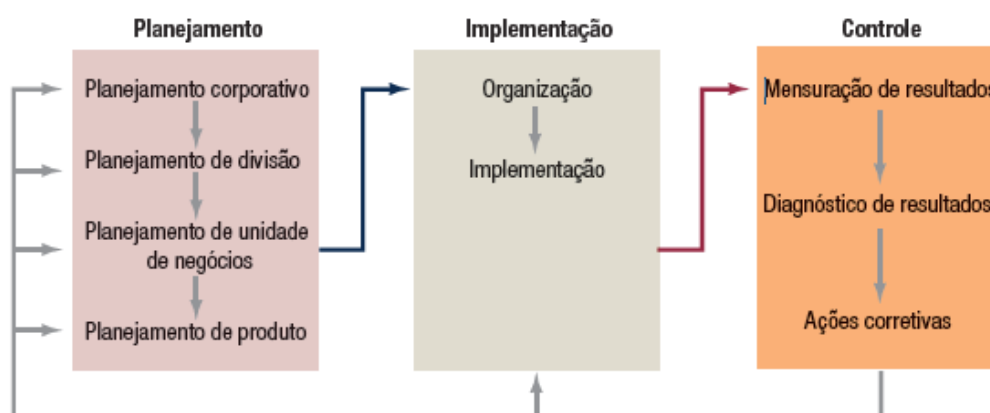 Planejamento
Planejamento corporativo
Planejamento de divisão
Planejamento de unidade
de negócios
Planejamento de produto
Implementação
Organização
Implementação
Controle
Mensuração de resultados
Diagnóstico de resultados
Ações corretivas